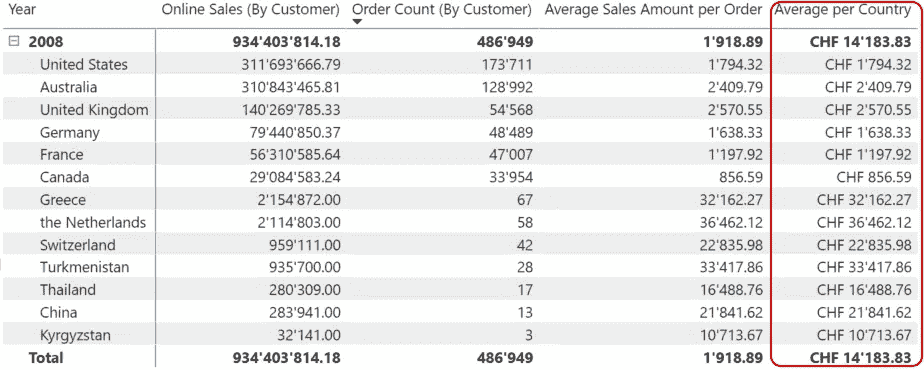 Year Online Sales (By Customer) Order Count (By Customer) Average Sales Amount per Order Average per Country
2008 934'403'814.18 486'949 1'918.89 CHF 14'183.83
United States 311'693'666.79 173'711 1'794.32 CHF 1'794.32
Australia 310'843'465.81 128'992 2'409.79 CHF 2'409.79
United Kingdom 140'269'785.33 54'568 2'570.55 CHF 2'570.55
Germany 79'440'850.37 48'489 1'638.33 CHF 1'638.33
France 56'310'585.64 47'007 1'197.92 CHF 1'197.92
Canada 29'084'583.24 33'954 856.59 CHF 856.59
Greece 2'154'872.00 67 32'162.27 CHF 32'162.27
the Netherlands 2'114'803.00 58 36'462.12 CHF 36'462.12
Switzerland 959'111.00 42 22'835.98 CHF 22'835.98
Turkmenistan 935'700.00 28 33'417.86 CHF 33'417.86
Thailand 280'309.00 17 16'488.76 CHF 16'488.76
China 283'941.00 13 21'841.62 CHF 21'841.62
Kyrgyzstan 32'141.00 3 10'713.67 CHF 10'713.67
Total 934'403'814.18 486'949 1'918.89 CHF 14'183.83